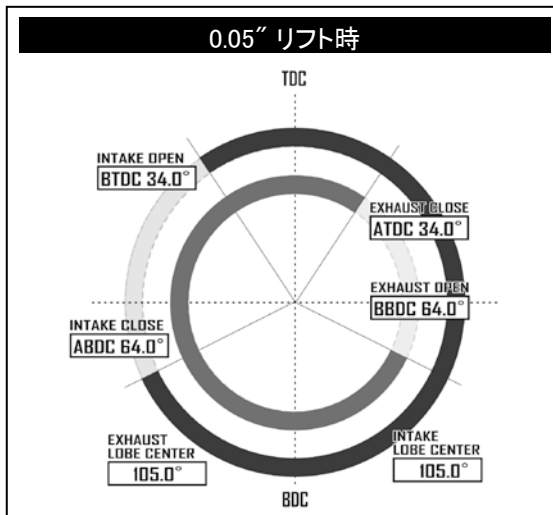 0.05″ リフト時
TDC
INTAKE OPEN
BTDC 34.0°
EXHAUST CLOSE
ATDC 34.0°
EXHAUST OPEN
BBDC 64.0°
INTAKE CLOSE
ABDC 64.0°
EXHAUST
LOBE CENTER
105.0°
INTAKE
LOBE CENTER
105.0°
BDC